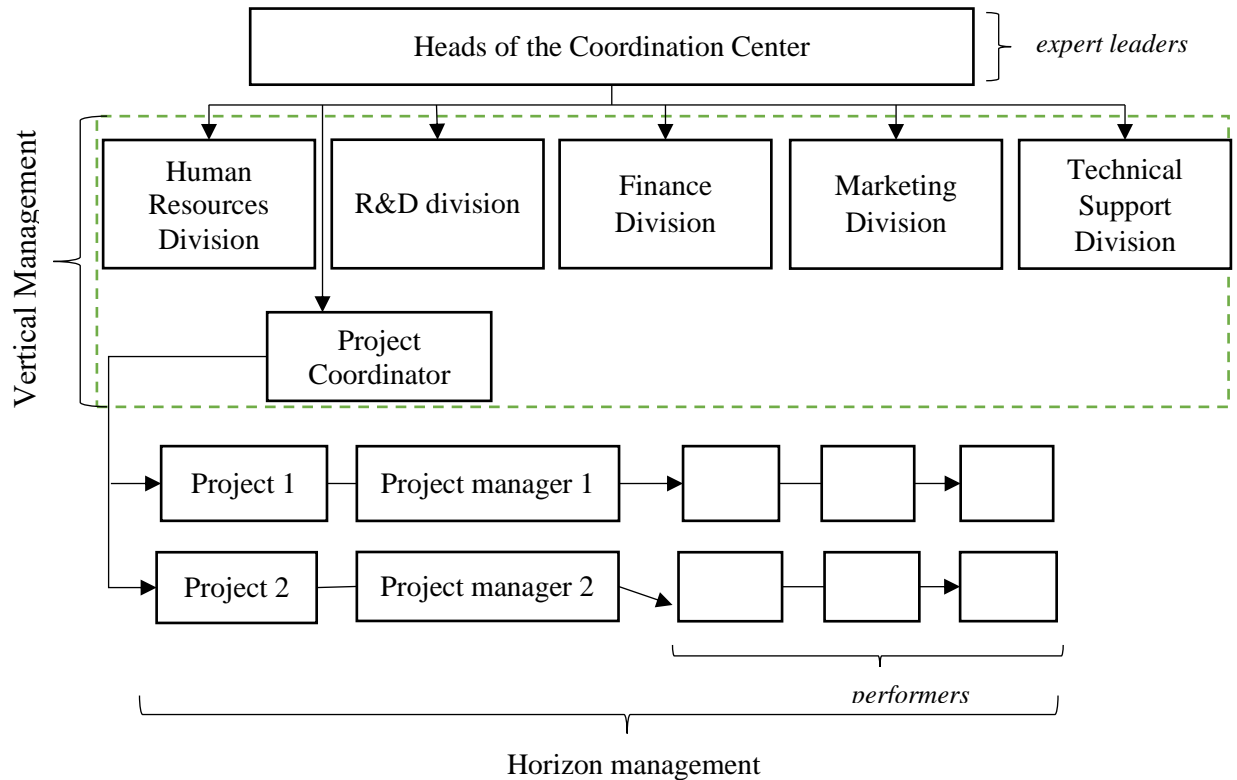 Heads of the Coordination Center
expert leaders
Vertical Management
Human
Resources
Division
R&D division
Finance
Division
Marketing
Division
Technical
Support
Division
Project
Coordinator
Project 1
Project manager 1
Project 2
Project manager 2
performers
Horizon management